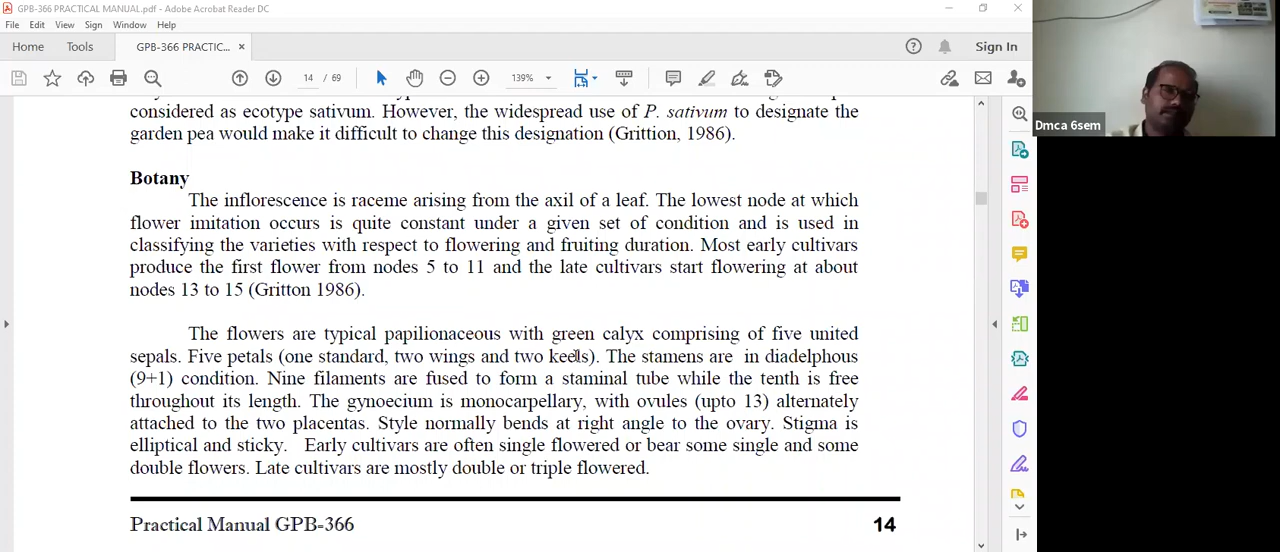 GPB-366 PRACTICAL MANUAL.pdf - Adobe Acrobat Reader DC
File Edit View Sign Window Help
Home Tools GPB-366 PRACTIC... × Sign In
14 / 69 139%
considered as ecotype sativum. However, the widespread use of P. sativum to designate the
garden pea would make it difficult to change this designation (Grittion, 1986).
Botany
The inflorescence is raceme arising from the axil of a leaf. The lowest node at which
flower imitation occurs is quite constant under a given set of condition and is used in
classifying the varieties with respect to flowering and fruiting duration. Most early cultivars
produce the first flower from nodes 5 to 11 and the late cultivars start flowering at about
nodes 13 to 15 (Gritton 1986).
The flowers are typical papilionaceous with green calyx comprising of five united
sepals. Five petals (one standard, two wings and two keels). The stamens are in diadelphous
(9+1) condition. Nine filaments are fused to form a staminal tube while the tenth is free
throughout its length. The gynoecium is monocarpellary, with ovules (upto 13) alternately
attached to the two placentas. Style normally bends at right angle to the ovary. Stigma is
elliptical and sticky. Early cultivars are often single flowered or bear some single and some
double flowers. Late cultivars are mostly double or triple flowered.
Practical Manual GPB-366 14
Dmca 6sem